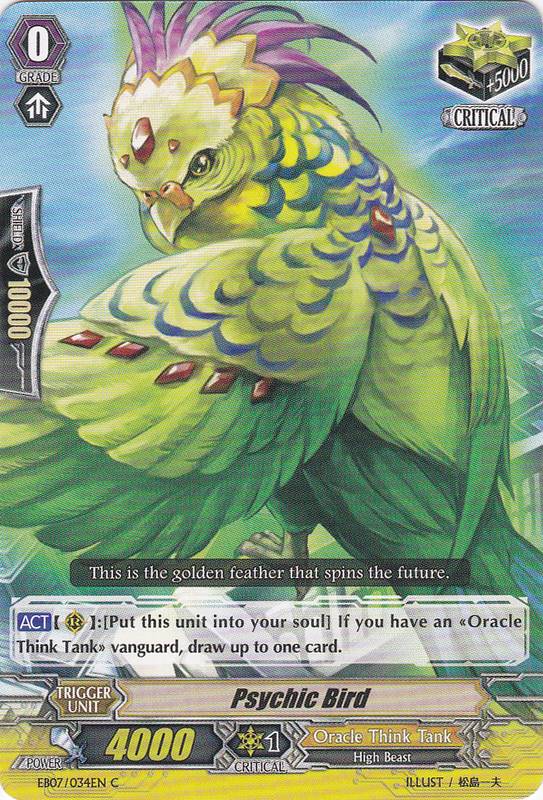 0
GRADE
+5000
CRITICAL
SHIELD
10000
This is the golden feather that spins the future.
ACT【 R 】:[Put this unit into your soul] If you have an «Oracle
Think Tank» vanguard, draw up to one card.
TRIGGER
UNIT
Psychic Bird
POWER
4000
1
CRITICAL
Oracle Think Tank
High Beast
EB07/034EN C
ILLUST / 松島一夫